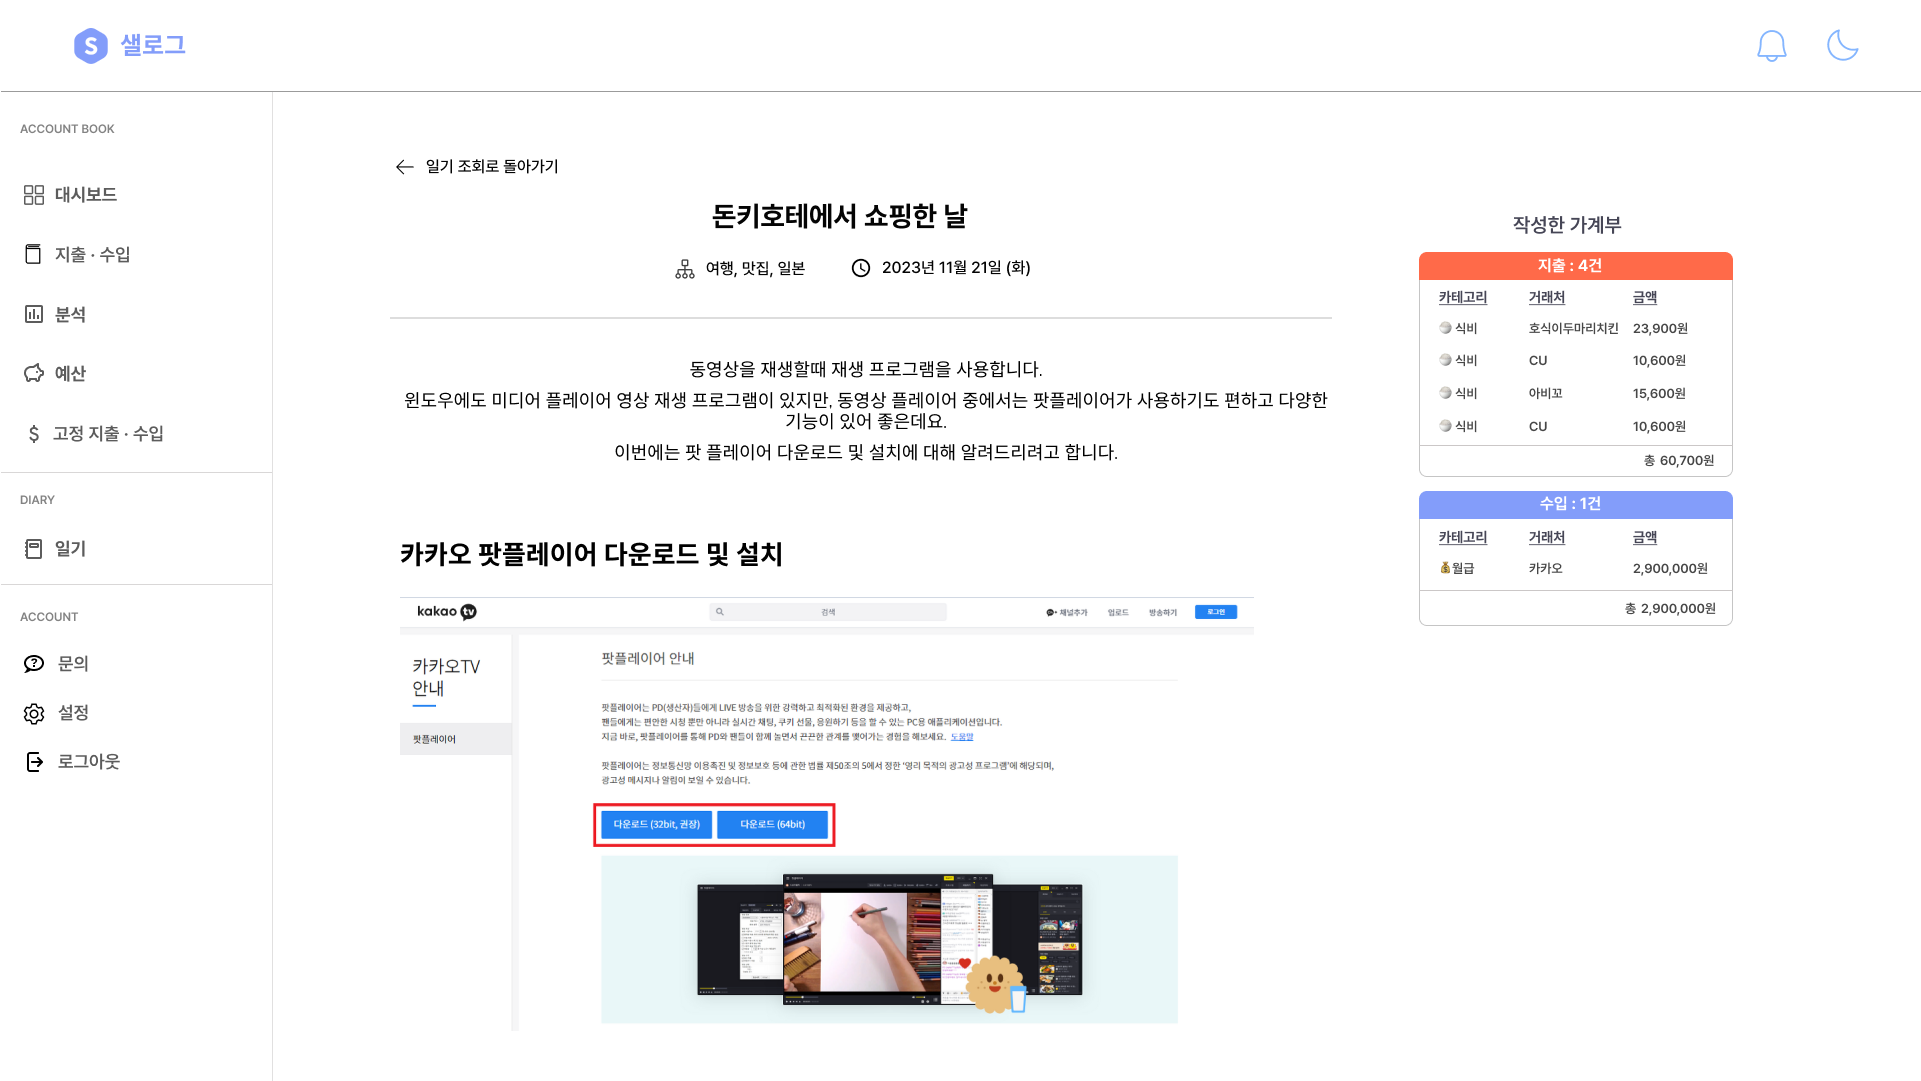 S 샐로그
ACCOUNT BOOK
대시보드
지출 · 수입
분석
예산
고정 지출 · 수입
DIARY
일기
ACCOUNT
문의
설정
로그아웃
일기 조회로 돌아가기
돈키호테에서 쇼핑한 날
여행, 맛집, 일본
2023년 11월 21일 (화)
동영상을 재생할때 재생 프로그램을 사용합니다.
윈도우에도 미디어 플레이어 영상 재생 프로그램이 있지만, 동영상 플레이어 중에서는 팟플레이어가 사용하기도 편하고 다양한
기능이 있어 좋은데요.
이번에는 팟 플레이어 다운로드 및 설치에 대해 알려드리려고 합니다.
카카오 팟플레이어 다운로드 및 설치
kakao tv
검색
채널추가 업로드 방송하기 로그인
카카오TV
안내
팟플레이어
팟플레이어 안내
팟플레이어는 PD(생산자)들에게 LIVE 방송을 위한 강력하고 최적화된 환경을 제공하고,
팬들에게는 편안한 시청 뿐만 아니라 실시간 채팅, 쿠키 선물, 응원하기 등을 할 수 있는 PC용 애플리케이션입니다.
지금 바로, 팟플레이어를 통해 PD와 팬들이 함께 놀면서 끈끈한 관계를 맺어가는 경험을 해보세요. 도움말
팟플레이어는 정보통신망 이용촉진 및 정보보호 등에 관한 법률 제50조의 5에서 정한 '영리 목적의 광고성 프로그램'에 해당되며,
광고성 메시지나 알림이 보일 수 있습니다.
다운로드 (32bit, 권장)
다운로드 (64bit)
작성한 가계부
지출 : 4건
카테고리 거래처 금액
식비 호식이두마리치킨 23,900원
식비 CU 10,600원
식비 아비꼬 15,600원
식비 CU 10,600원
총 60,700원
수입 : 1건
카테고리 거래처 금액
월급 카카오 2,900,000원
총 2,900,000원